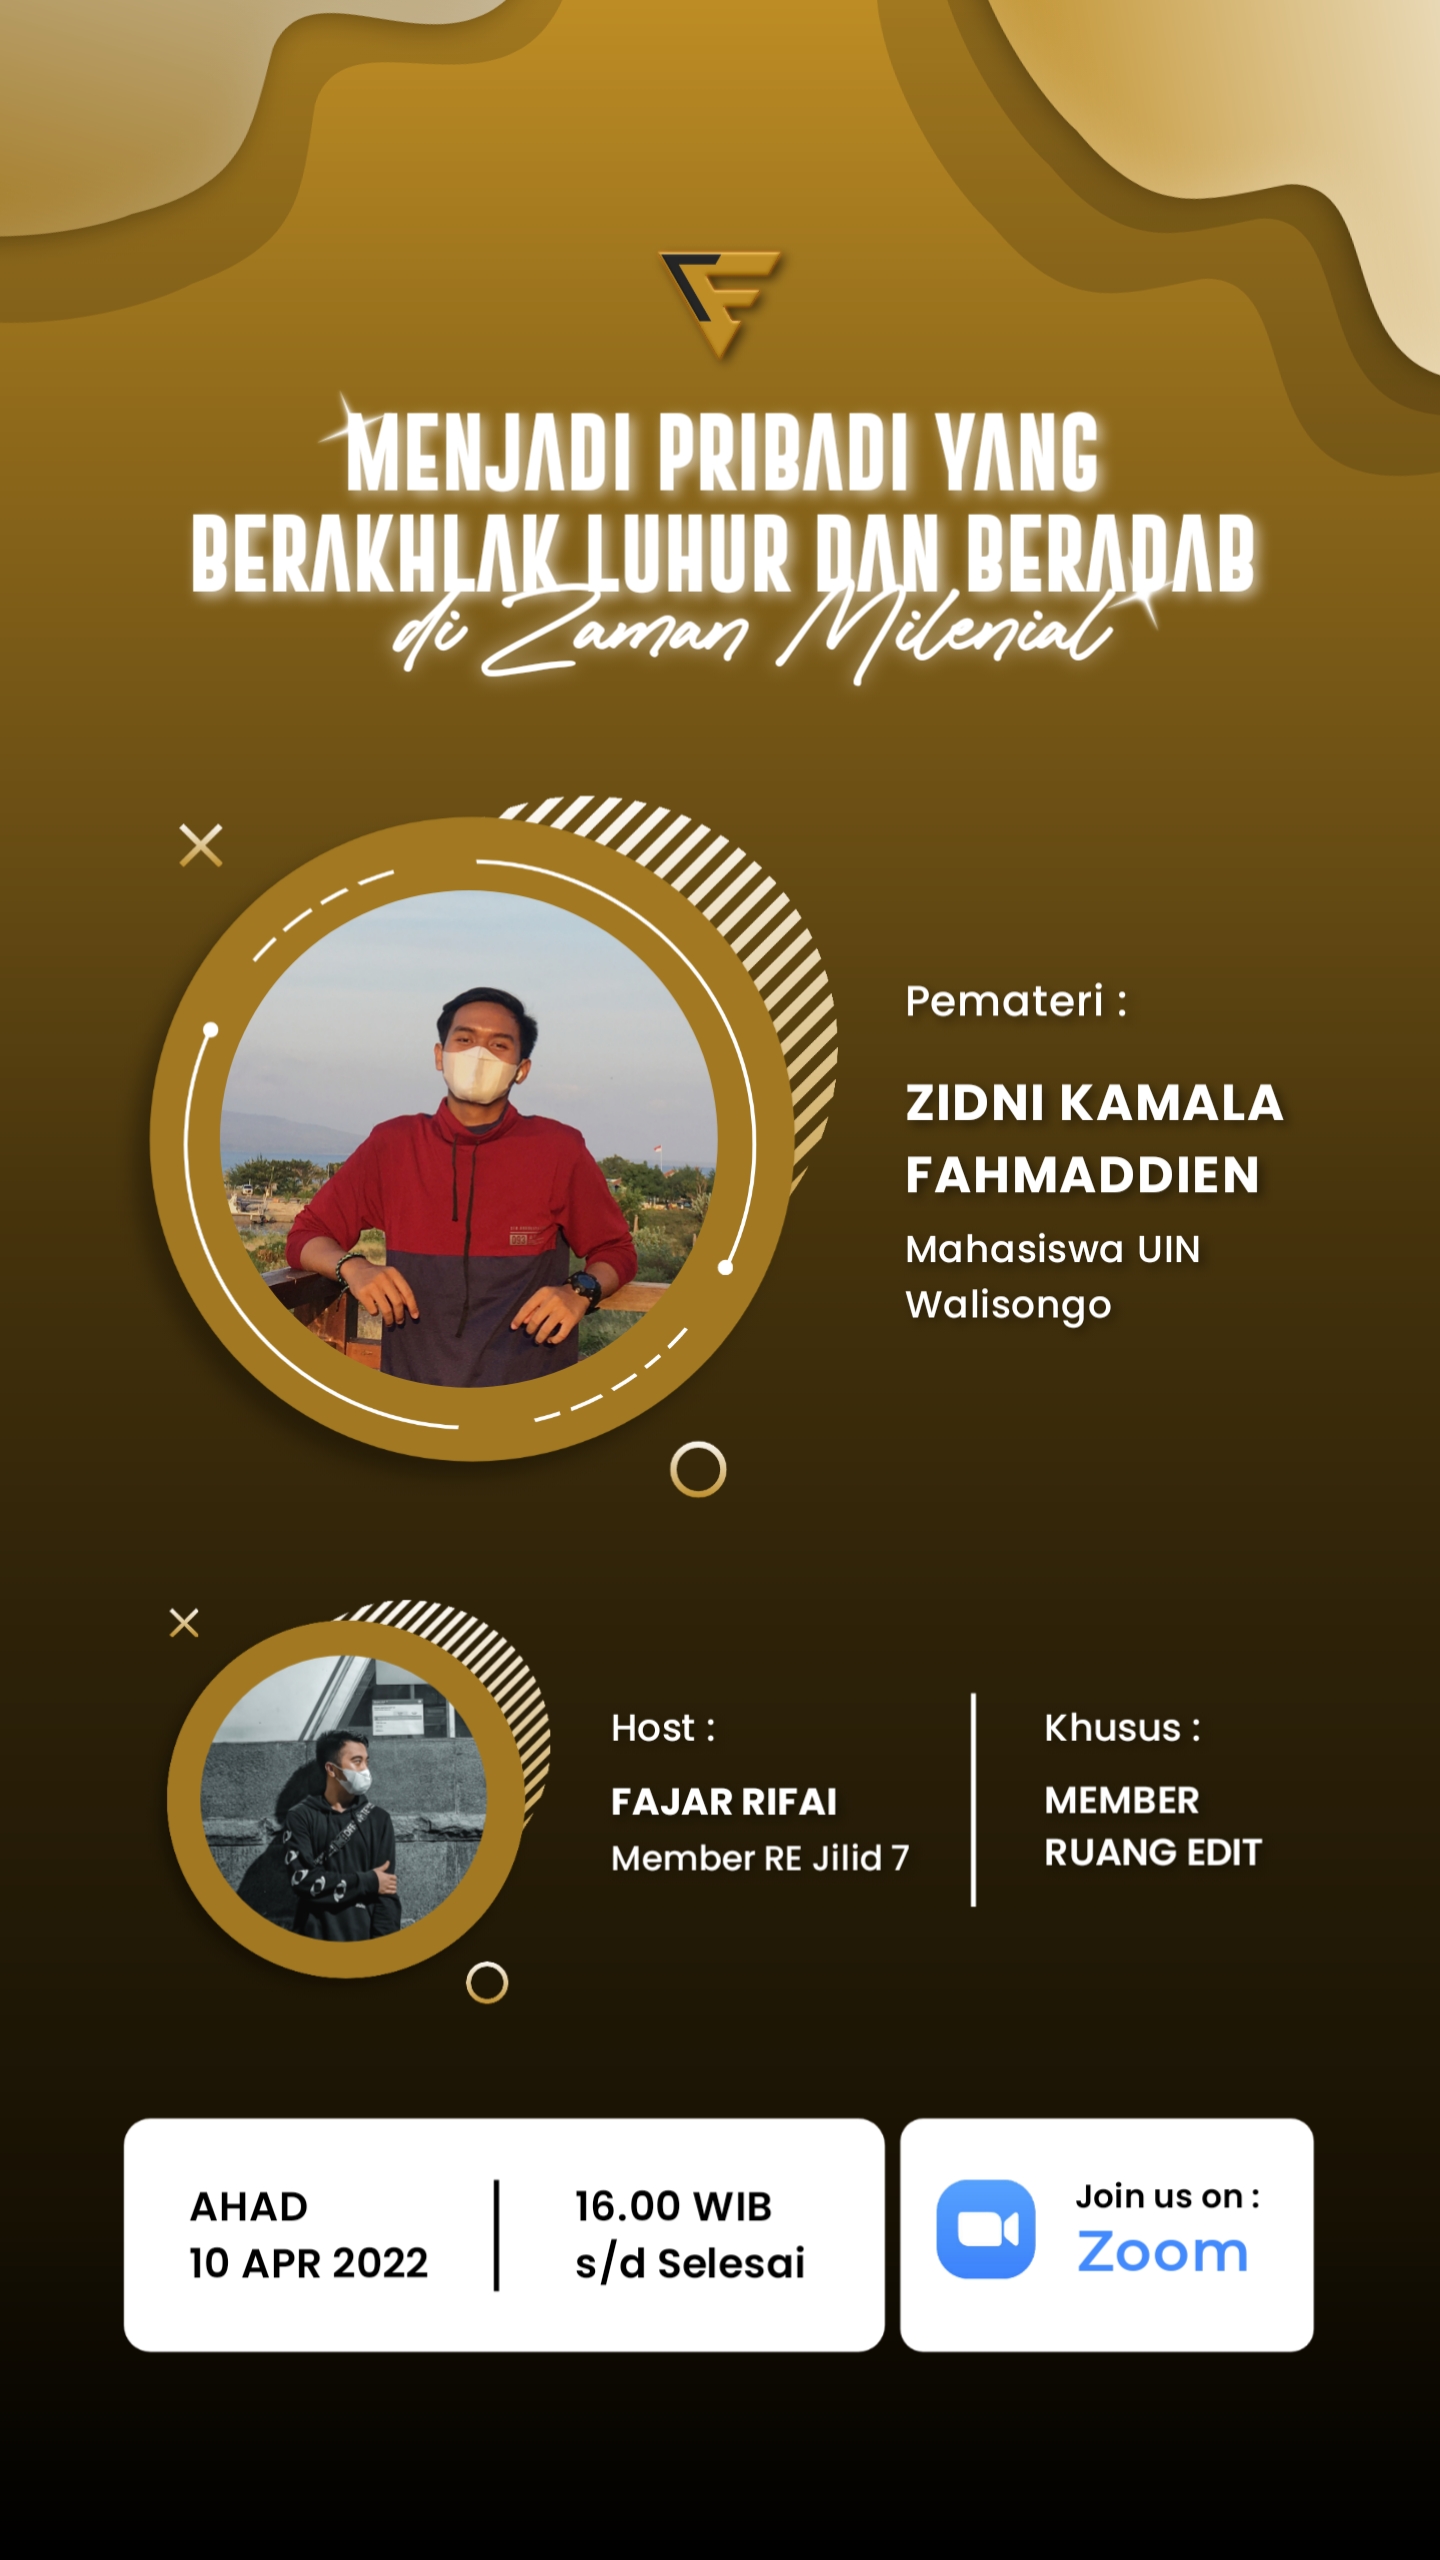 MENJADI PRIBADI YANG
BERAKHLAK LUHUR DAN BERADAB
di Zaman Milenial
Pemateri :
ZIDNI KAMALA
FAHMADDIEN
Mahasiswa UIN
Walisongo
Host :
FAJAR RIFAI
Member RE Jilid 7
Khusus :
MEMBER
RUANG EDIT
AHAD
10 APR 2022
16.00 WIB
s/d Selesai
Join us on :
Zoom